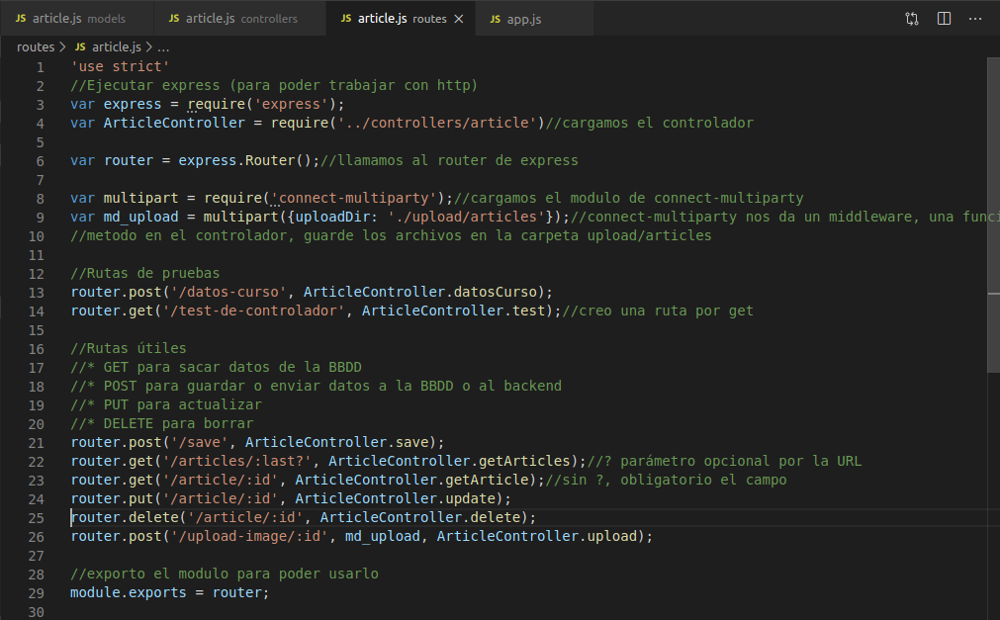 JS article.js models JS article.js controllers JS article.js routes × JS app.js ...
routes > JS article.js > ...
1 'use strict'
2 //Ejecutar express (para poder trabajar con http)
3 var express = require('express');
4 var ArticleController = require('../controllers/article')//cargamos el controlador
5
6 var router = express.Router();//llamamos al router de express
7
8 var multipart = require('connect-multiparty');//cargamos el modulo de connect-multiparty
9 var md_upload = multipart({uploadDir: './upload/articles'});//connect-multiparty nos da un middleware, una funci
10 //metodo en el controlador, guarde los archivos en la carpeta upload/articles
11
12 //Rutas de pruebas
13 router.post('/datos-curso', ArticleController.datosCurso);
14 router.get('/test-de-controlador', ArticleController.test);//creo una ruta por get
15
16 //Rutas útiles
17 //* GET para sacar datos de la BBDD
18 //* POST para guardar o enviar datos a la BBDD o al backend
19 //* PUT para actualizar
20 //* DELETE para borrar
21 router.post('/save', ArticleController.save);
22 router.get('/articles/:last?', ArticleController.getArticles);//? parámetro opcional por la URL
23 router.get('/article/:id', ArticleController.getArticle);//sin ?, obligatorio el campo
24 router.put('/article/:id', ArticleController.update);
25 router.delete('/article/:id', ArticleController.delete);
26 router.post('/upload-image/:id', md_upload, ArticleController.upload);
27
28 //exporto el modulo para poder usarlo
29 module.exports = router;
30